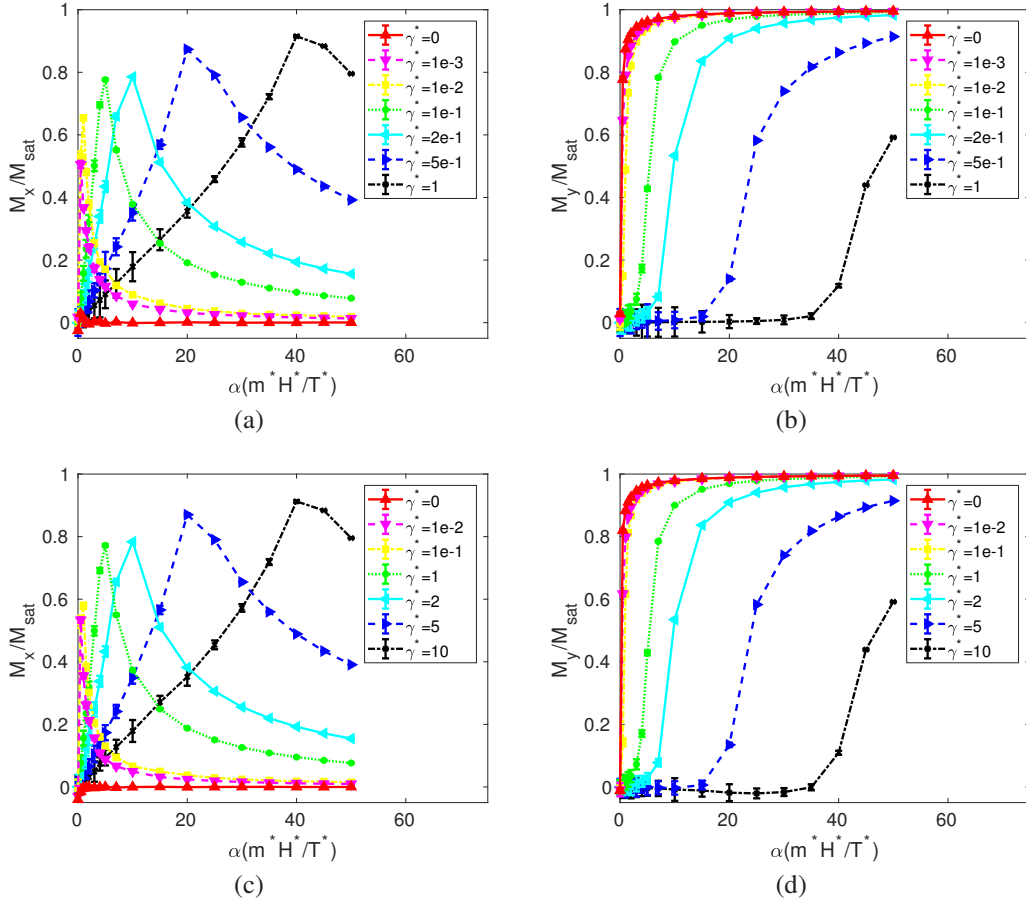 1
0.8
0.6
0.4
0.2
0
M_x/M_sat
0 20 40 60
α(m*H*/T*)
γ*=0
γ*=1e-3
γ*=1e-2
γ*=1e-1
γ*=2e-1
γ*=5e-1
γ*=1
(a)
1
0.8
0.6
0.4
0.2
0
M_y/M_sat
0 20 40 60
α(m*H*/T*)
γ*=0
γ*=1e-3
γ*=1e-2
γ*=1e-1
γ*=2e-1
γ*=5e-1
γ*=1
(b)
1
0.8
0.6
0.4
0.2
0
M_x/M_sat
0 20 40 60
α(m*H*/T*)
γ*=0
γ*=1e-2
γ*=1e-1
γ*=1
γ*=2
γ*=5
γ*=10
(c)
1
0.8
0.6
0.4
0.2
0
M_y/M_sat
0 20 40 60
α(m*H*/T*)
γ*=0
γ*=1e-2
γ*=1e-1
γ*=1
γ*=2
γ*=5
γ*=10
(d)